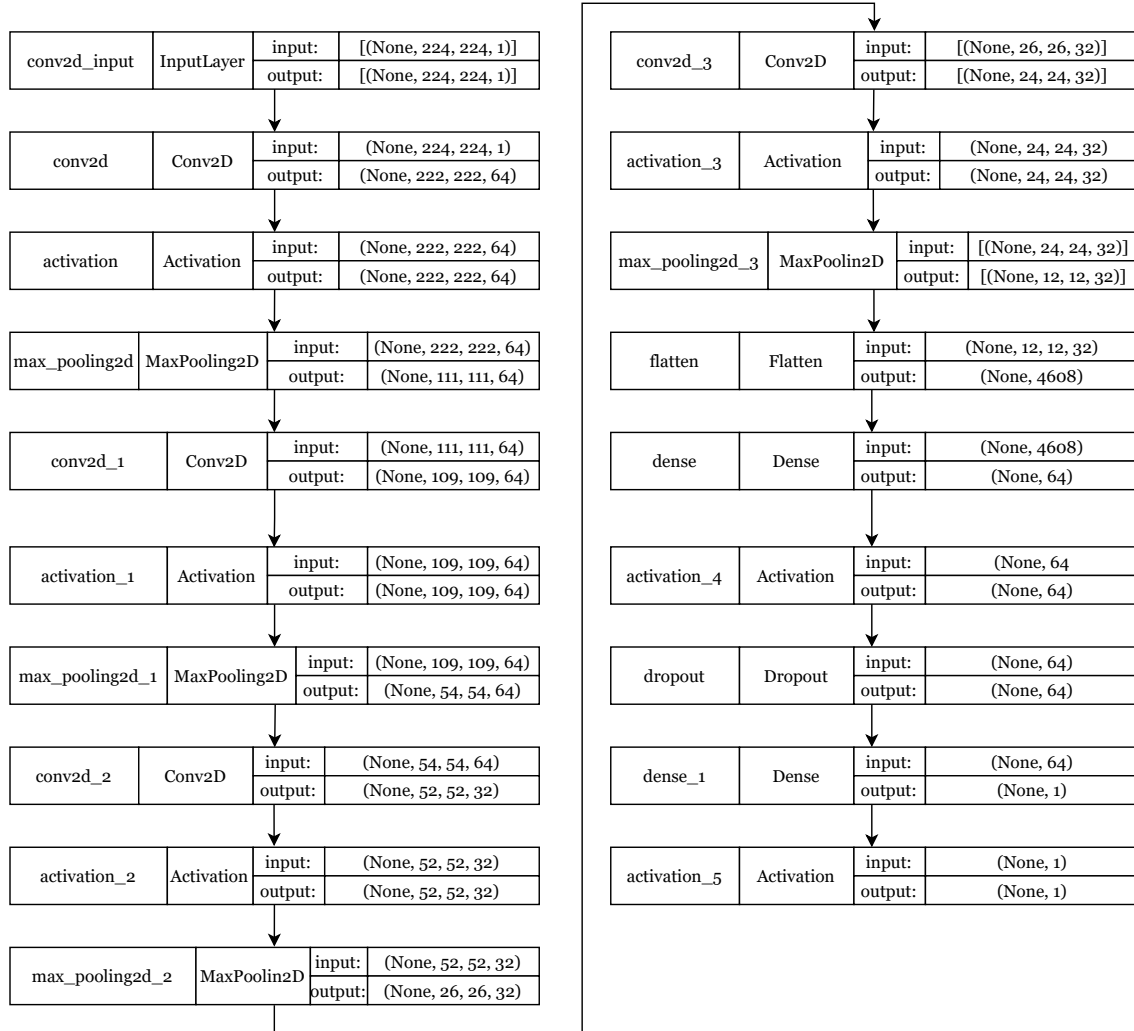 conv2d_input InputLayer input: [(None, 224, 224, 1)]
output: [(None, 224, 224, 1)]
conv2d Conv2D input: (None, 224, 224, 1)
output: (None, 222, 222, 64)
activation Activation input: (None, 222, 222, 64)
output: (None, 222, 222, 64)
max_pooling2d MaxPooling2D input: (None, 222, 222, 64)
output: (None, 111, 111, 64)
conv2d_1 Conv2D input: (None, 111, 111, 64)
output: (None, 109, 109, 64)
activation_1 Activation input: (None, 109, 109, 64)
output: (None, 109, 109, 64)
max_pooling2d_1 MaxPooling2D input: (None, 109, 109, 64)
output: (None, 54, 54, 64)
conv2d_2 Conv2D input: (None, 54, 54, 64)
output: (None, 52, 52, 32)
activation_2 Activation input: (None, 52, 52, 32)
output: (None, 52, 52, 32)
max_pooling2d_2 MaxPoolin2D input: (None, 52, 52, 32)
output: (None, 26, 26, 32)
conv2d_3 Conv2D input: [(None, 26, 26, 32)]
output: [(None, 24, 24, 32)]
activation_3 Activation input: (None, 24, 24, 32)
output: (None, 24, 24, 32)
max_pooling2d_3 MaxPoolin2D input: [(None, 24, 24, 32)]
output: [(None, 12, 12, 32)]
flatten Flatten input: (None, 12, 12, 32)
output: (None, 4608)
dense Dense input: (None, 4608)
output: (None, 64)
activation_4 Activation input: (None, 64
output: (None, 64)
dropout Dropout input: (None, 64)
output: (None, 64)
dense_1 Dense input: (None, 64)
output: (None, 1)
activation_5 Activation input: (None, 1)
output: (None, 1)